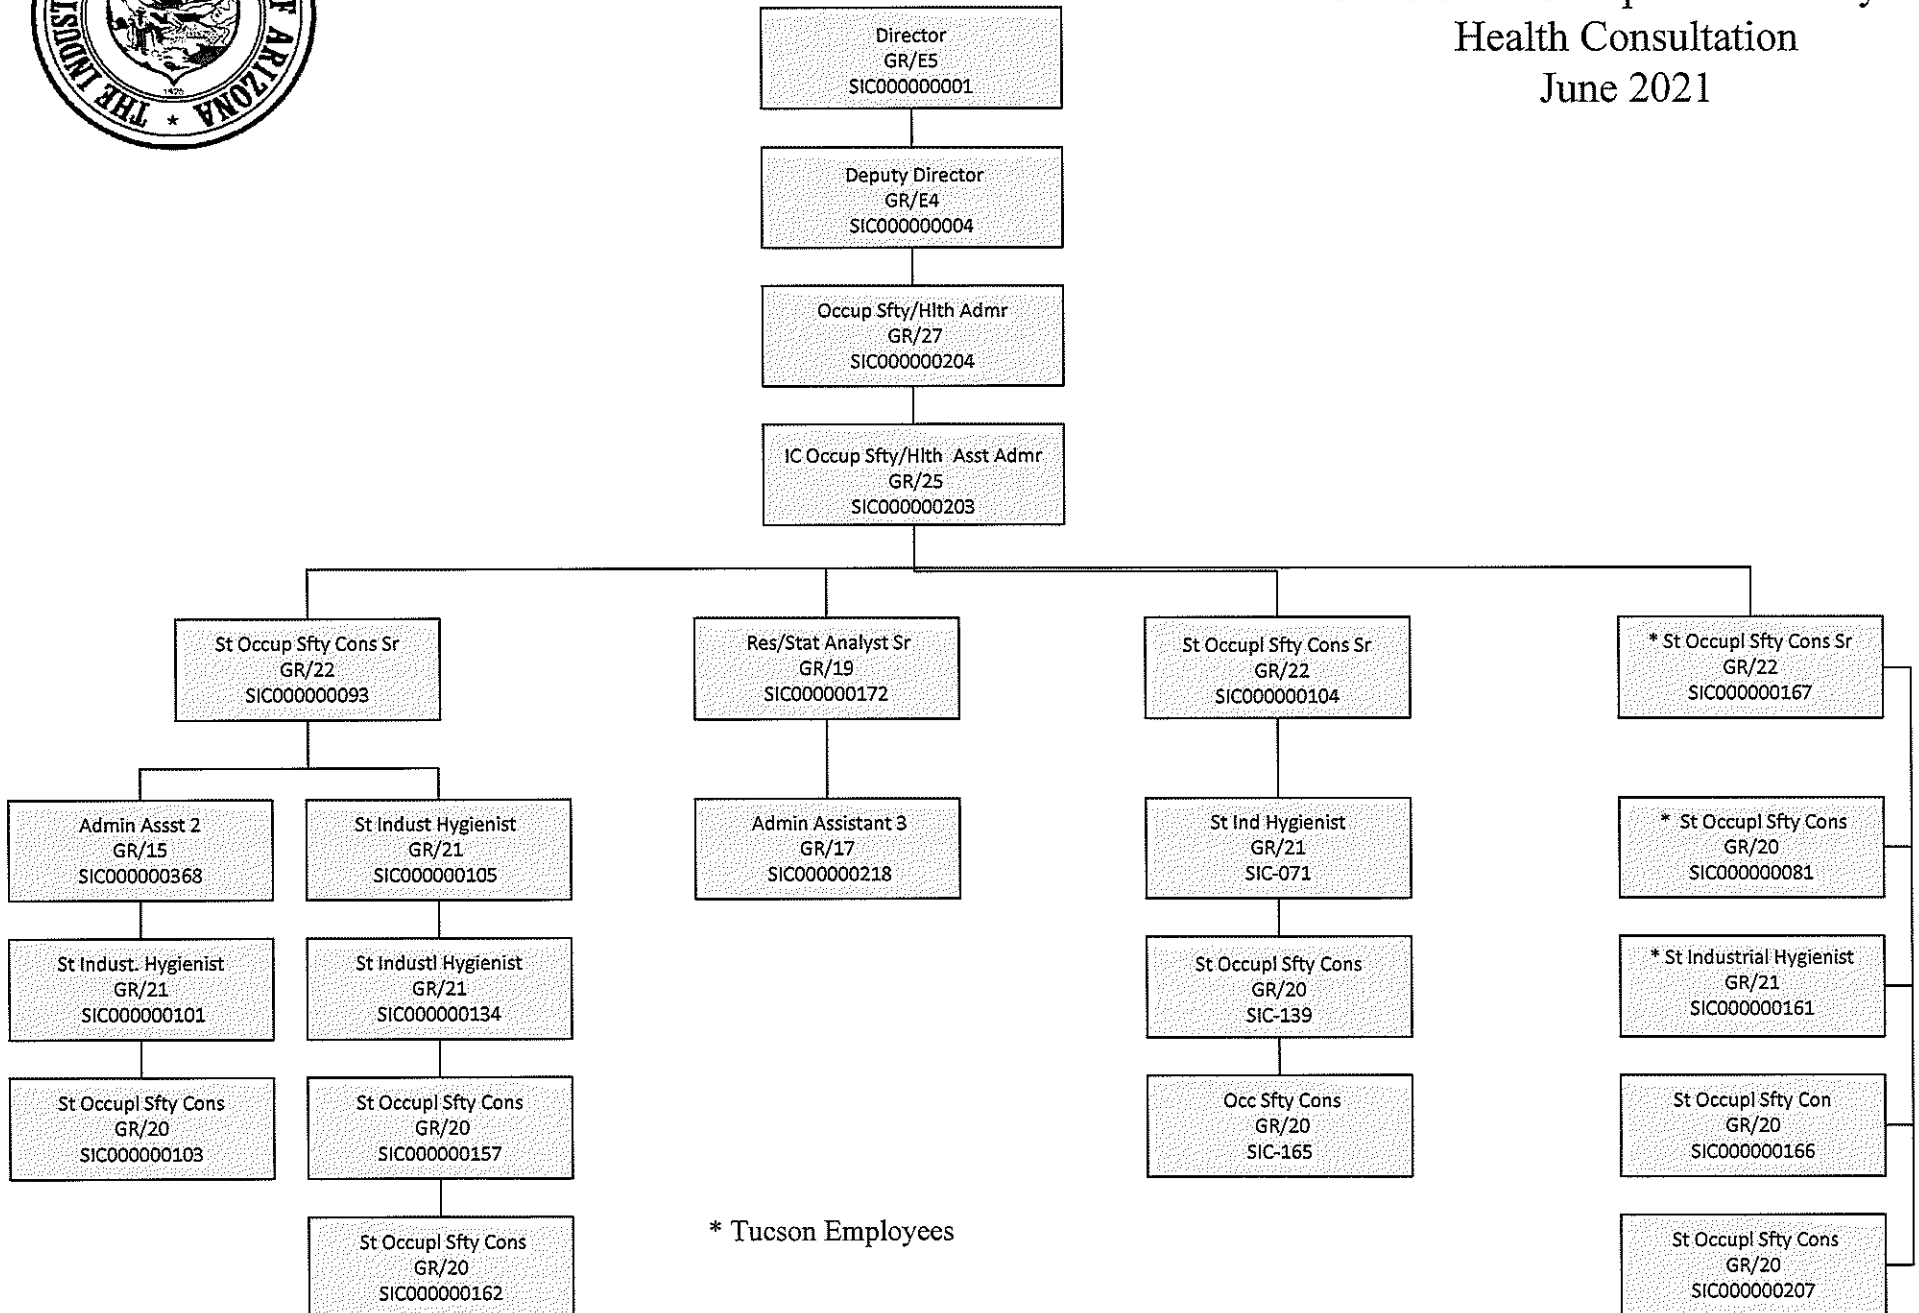 THE INDUS
F ARIZONA
★
Health Consultation
June 2021
Director
GR/E5
SIC000000001
Deputy Director
GR/E4
SIC000000004
Occup Sfty/Hlth Admr
GR/27
SIC000000204
IC Occup Sfty/Hlth Asst Admr
GR/25
SIC000000203
St Occup Sfty Cons Sr
GR/22
SIC000000093
Res/Stat Analyst Sr
GR/19
SIC000000172
St Occupl Sfty Cons Sr
GR/22
SIC000000104
* St Occupl Sfty Cons Sr
GR/22
SIC000000167
Admin Assst 2
GR/15
SIC000000368
St Indust Hygienist
GR/21
SIC000000105
Admin Assistant 3
GR/17
SIC000000218
St Ind Hygienist
GR/21
SIC-071
* St Occupl Sfty Cons
GR/20
SIC000000081
St Indust. Hygienist
GR/21
SIC000000101
St Industl Hygienist
GR/21
SIC000000134
St Occupl Sfty Cons
GR/20
SIC-139
* St Industrial Hygienist
GR/21
SIC000000161
St Occupl Sfty Cons
GR/20
SIC000000103
St Occupl Sfty Cons
GR/20
SIC000000157
Occ Sfty Cons
GR/20
SIC-165
St Occupl Sfty Con
GR/20
SIC000000166
St Occupl Sfty Cons
GR/20
SIC000000162
* Tucson Employees
St Occupl Sfty Cons
GR/20
SIC000000207